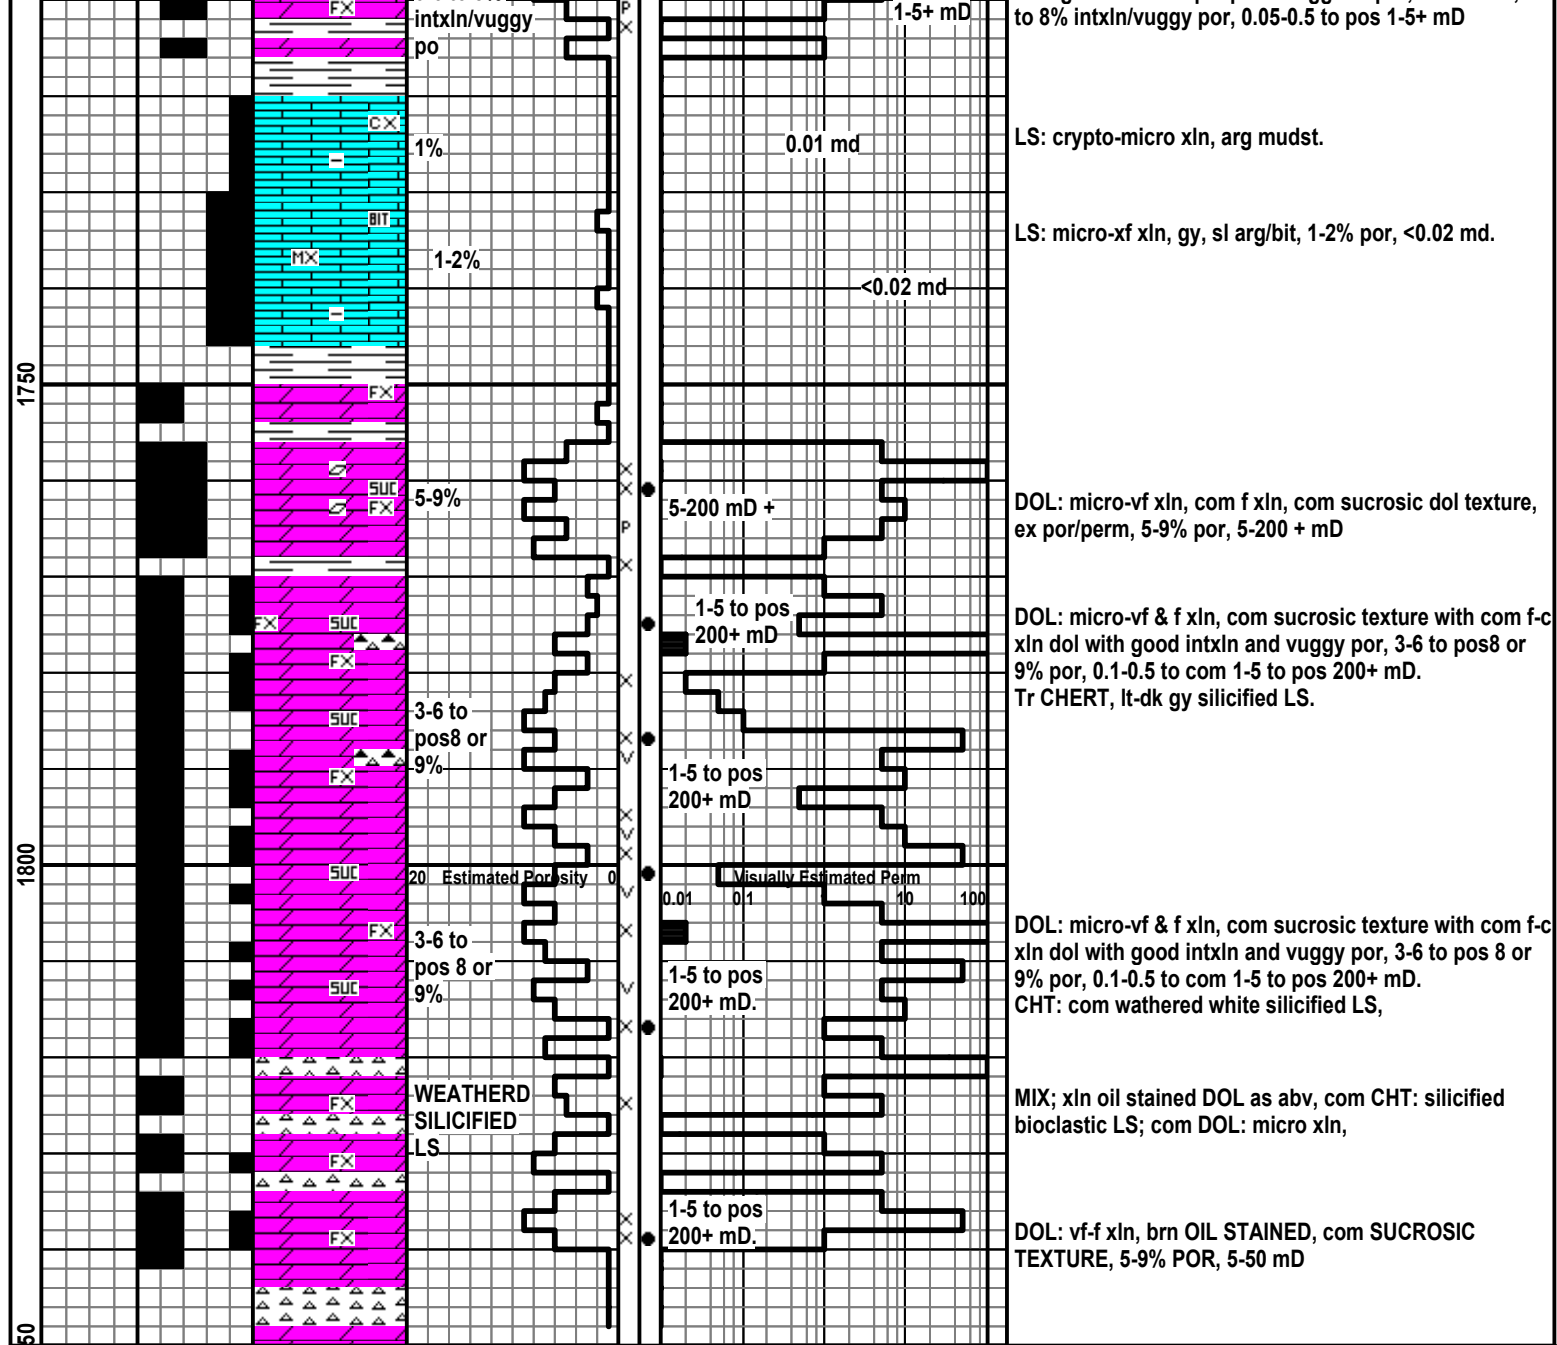 FX
intxln/vuggy
po
P
X
1-5+ mD
to 8% intxln/vuggy por, 0.05-0.5 to pos 1-5+ mD
CX
1%
0.01 md
LS: crypto-micro xln, arg mudst.
BIT
MX
1-2%
<0.02 md
LS: micro-xf xln, gy, sl arg/bit, 1-2% por, <0.02 md.
1750
FX
SUC
FX
5-9%
X
X
P
X
5-200 mD +
DOL: micro-vf xln, com f xln, com sucrosic dol texture,
ex por/perm, 5-9% por, 5-200 + mD
FX
SUC
FX
1-5 to pos
200+ mD
DOL: micro-vf & f xln, com sucrosic texture with com f-c
xln dol with good intxln and vuggy por, 3-6 to pos8 or
9% por, 0.1-0.5 to com 1-5 to pos 200+ mD.
Tr CHERT, lt-dk gy silicified LS.
X
SUC
FX
3-6 to
pos8 or
9%
X
V
1-5 to pos
200+ mD
X
V
X
1800
SUC
20 Estimated Porosity 0
Visually Estimated Perm
0.01 0.1 1 10 100
V
FX
SUC
3-6 to
pos 8 or
9%
X
V
X
1-5 to pos
200+ mD.
DOL: micro-vf & f xln, com sucrosic texture with com f-c
xln dol with good intxln and vuggy por, 3-6 to pos 8 or
9% por, 0.1-0.5 to com 1-5 to pos 200+ mD.
CHT: com wathered white silicified LS,
FX
FX
WEATHERD
SILICIFIED
LS
X
MIX; xln oil stained DOL as abv, com CHT: silicified
bioclastic LS; com DOL: micro xln,
FX
X
X
1-5 to pos
200+ mD.
DOL: vf-f xln, brn OIL STAINED, com SUCROSIC
TEXTURE, 5-9% POR, 5-50 mD
50